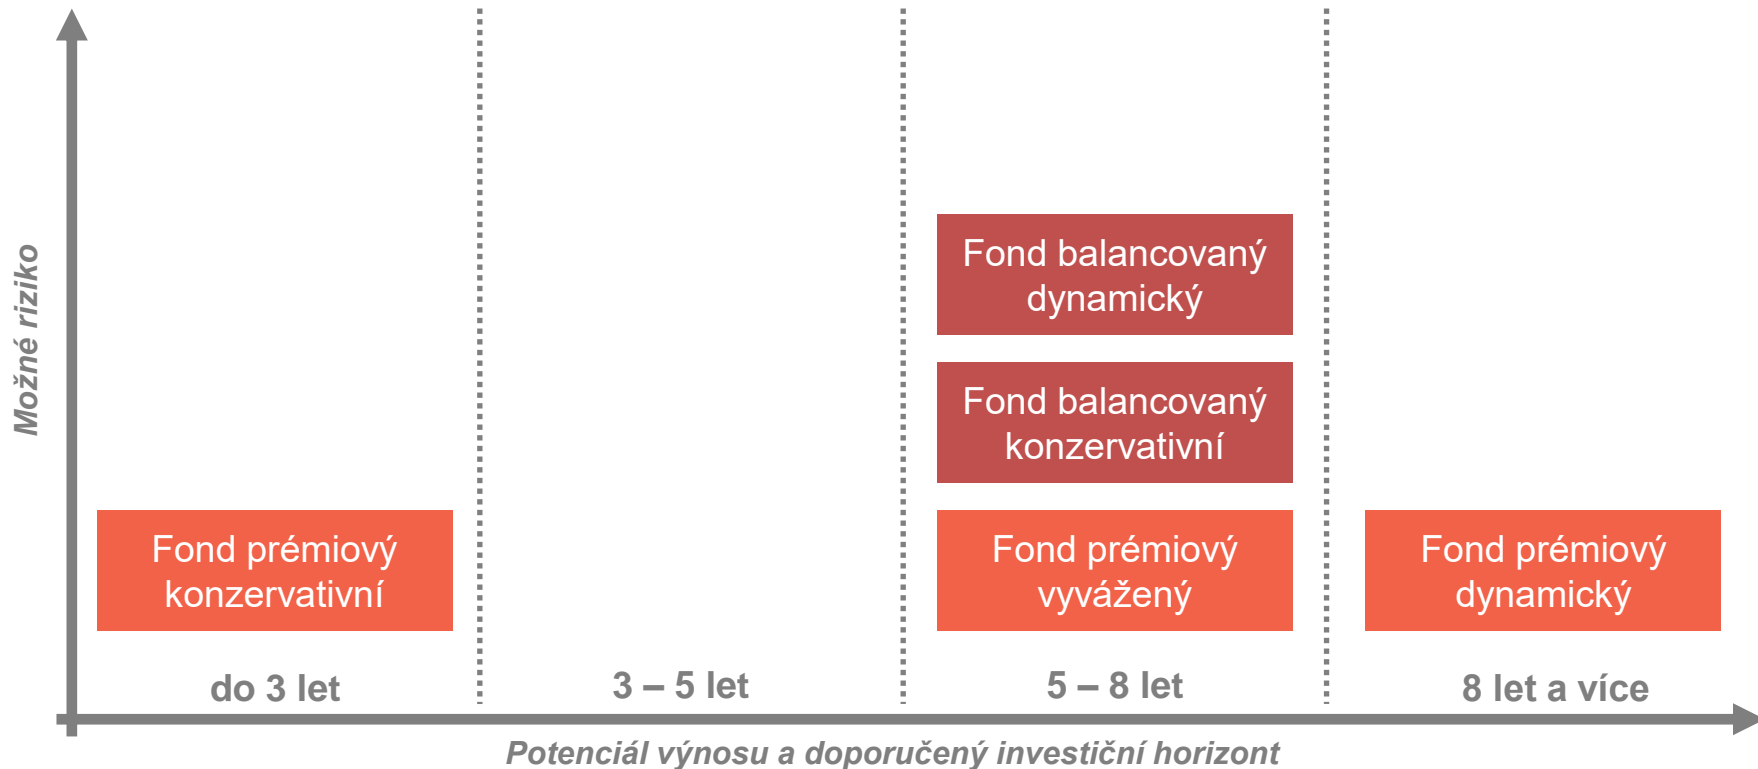 Možné riziko
Fond balancovaný
dynamický
Fond balancovaný
konzervativní
Fond prémiový
konzervativní
Fond prémiový
vyvážený
Fond prémiový
dynamický
do 3 let
3 – 5 let
5 – 8 let
8 let a více
Potenciál výnosu a doporučený investiční horizont